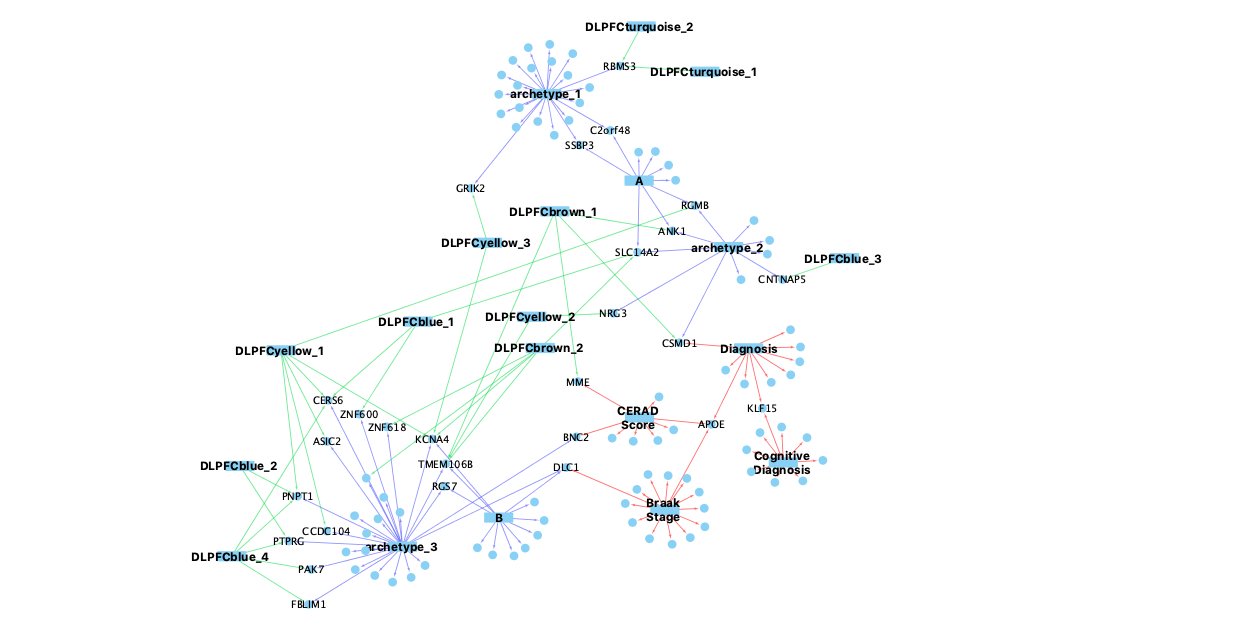 DLPFCturquoise_2
RBMS3
DLPFCturquoise_1
archetype_1
C2orf48
SSBP3
A
GRIK2
RGMB
DLPFCbrown_1
ANK1
DLPFCyellow_3
archetype_2
SLC14A2
DLPFCblue_3
CNTNAP5
NRG3
DLPFCyellow_2
DLPFCblue_1
CSMD1
DLPFCbrown_2
Diagnosis
DLPFCyellow_1
MME
CERS6
KLF15
ZNF600
CERAD
Score
APOE
ZNF618
BNC2
KCNA4
ASIC2
Cognitive
Diagnosis
TMEM106B
DLPFCblue_2
DLC1
RGS7
PNPT1
Braak
Stage
B
CCDC104
PTPRG
archetype_3
DLPFCblue_4
PAK7
FBLIM1